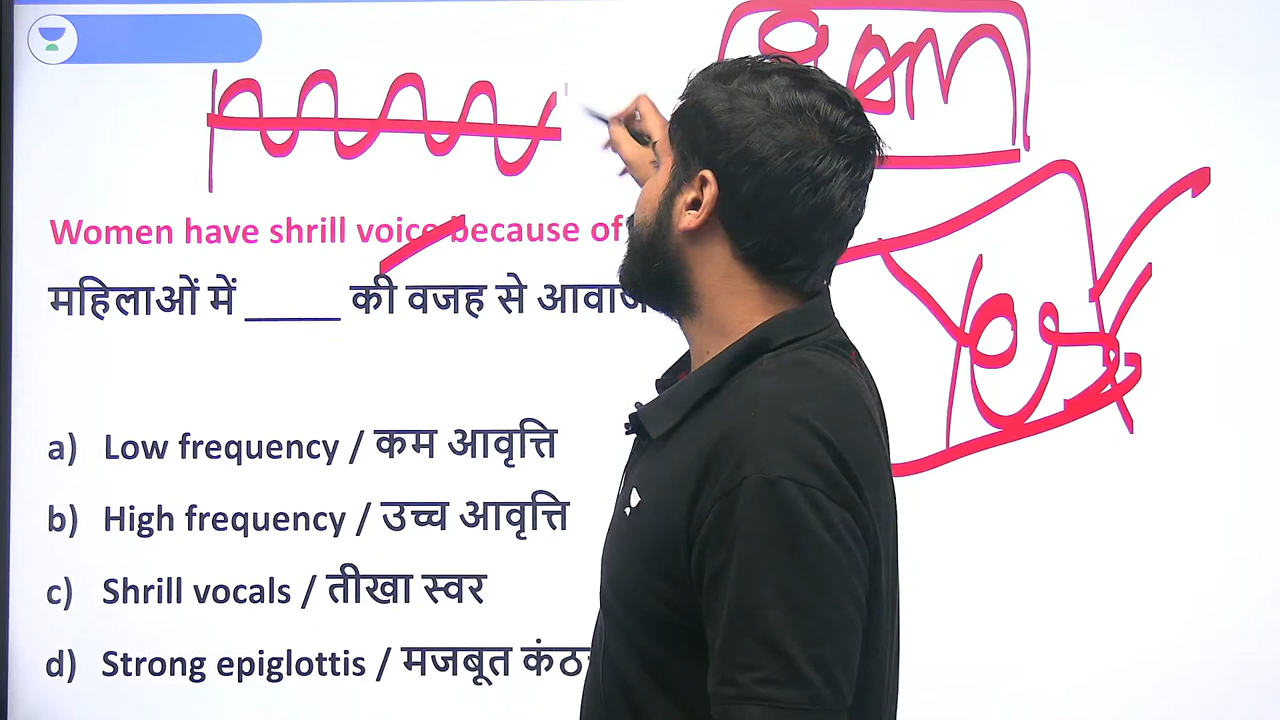 Women have shrill voice because of
महिलाओं में _____ की वजह से
a) Low frequency / कम आवृत्ति
b) High frequency / उच्च आवृत्ति
c) Shrill vocals / तीखा स्वर
d) Strong epiglottis / मजबूत